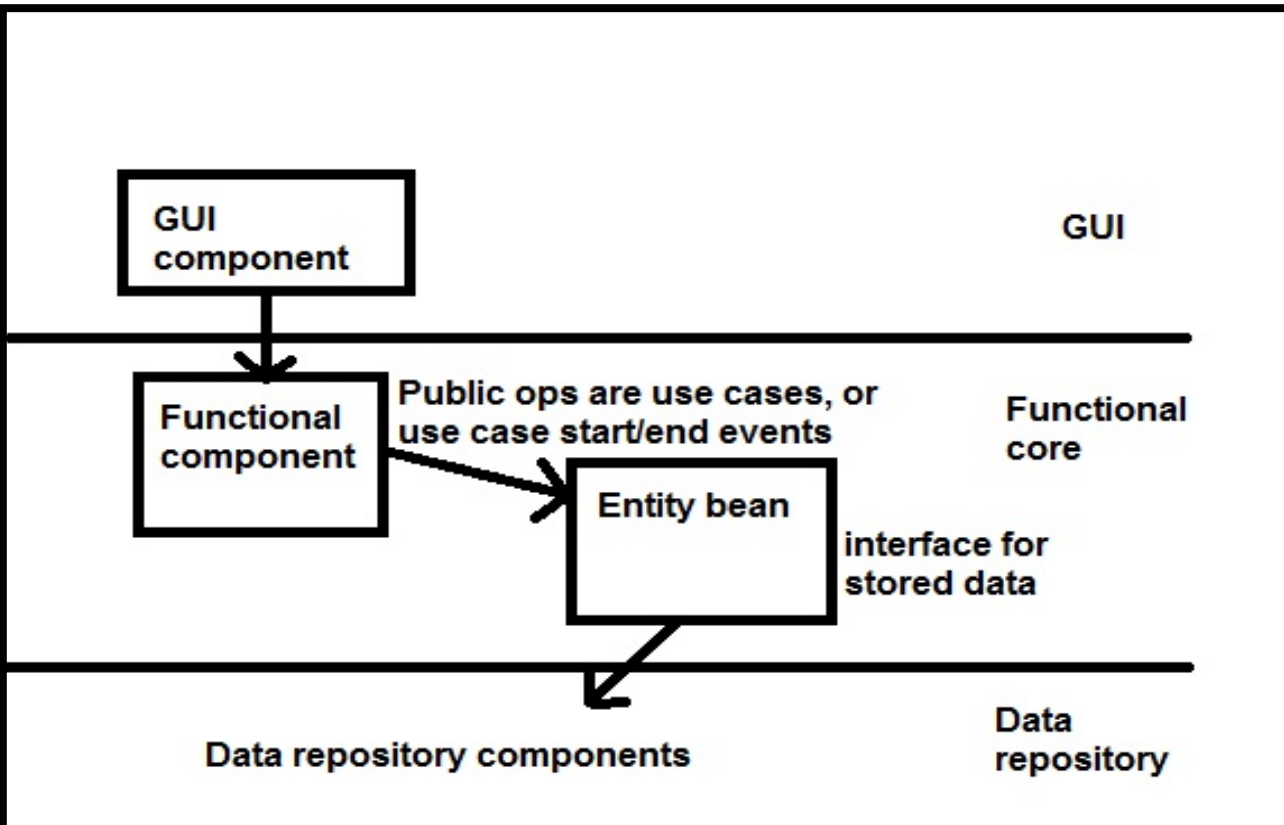 GUI
component
GUI
Functional
component
Public ops are use cases, or
use case start/end events
Functional
core
Entity bean
interface for
stored data
Data repository components
Data
repository